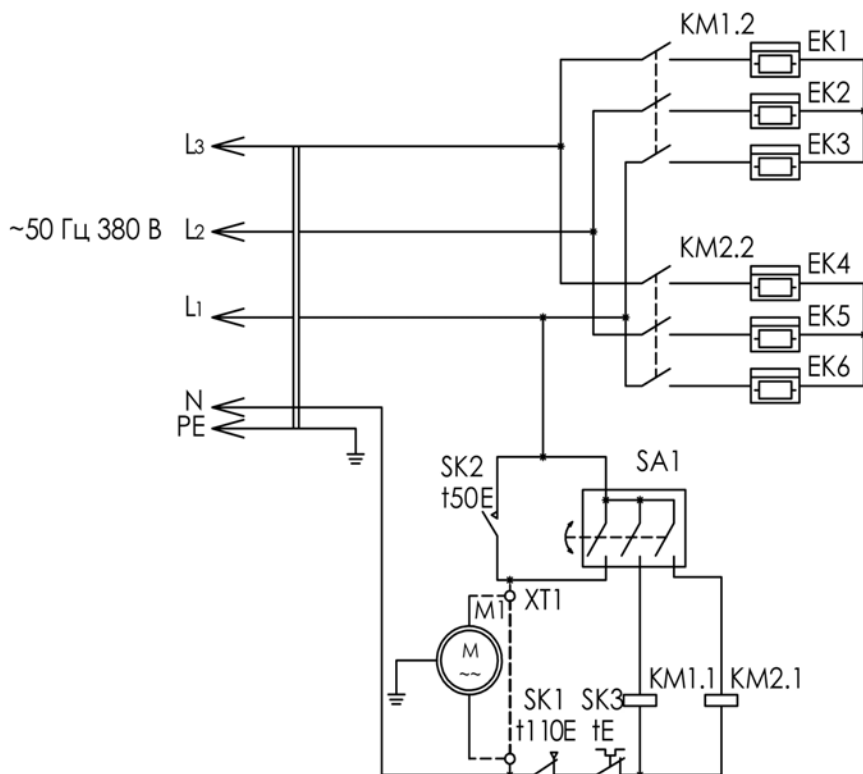 KM1.2
EK1
EK2
EK3
L3
~50 Гц 380 В L2
KM2.2
EK4
EK5
EK6
L1
N
PE
SK2
t50E
SA1
M1
XT1
M
~~
SK1
t110E
SK3
tE
KM1.1
KM2.1